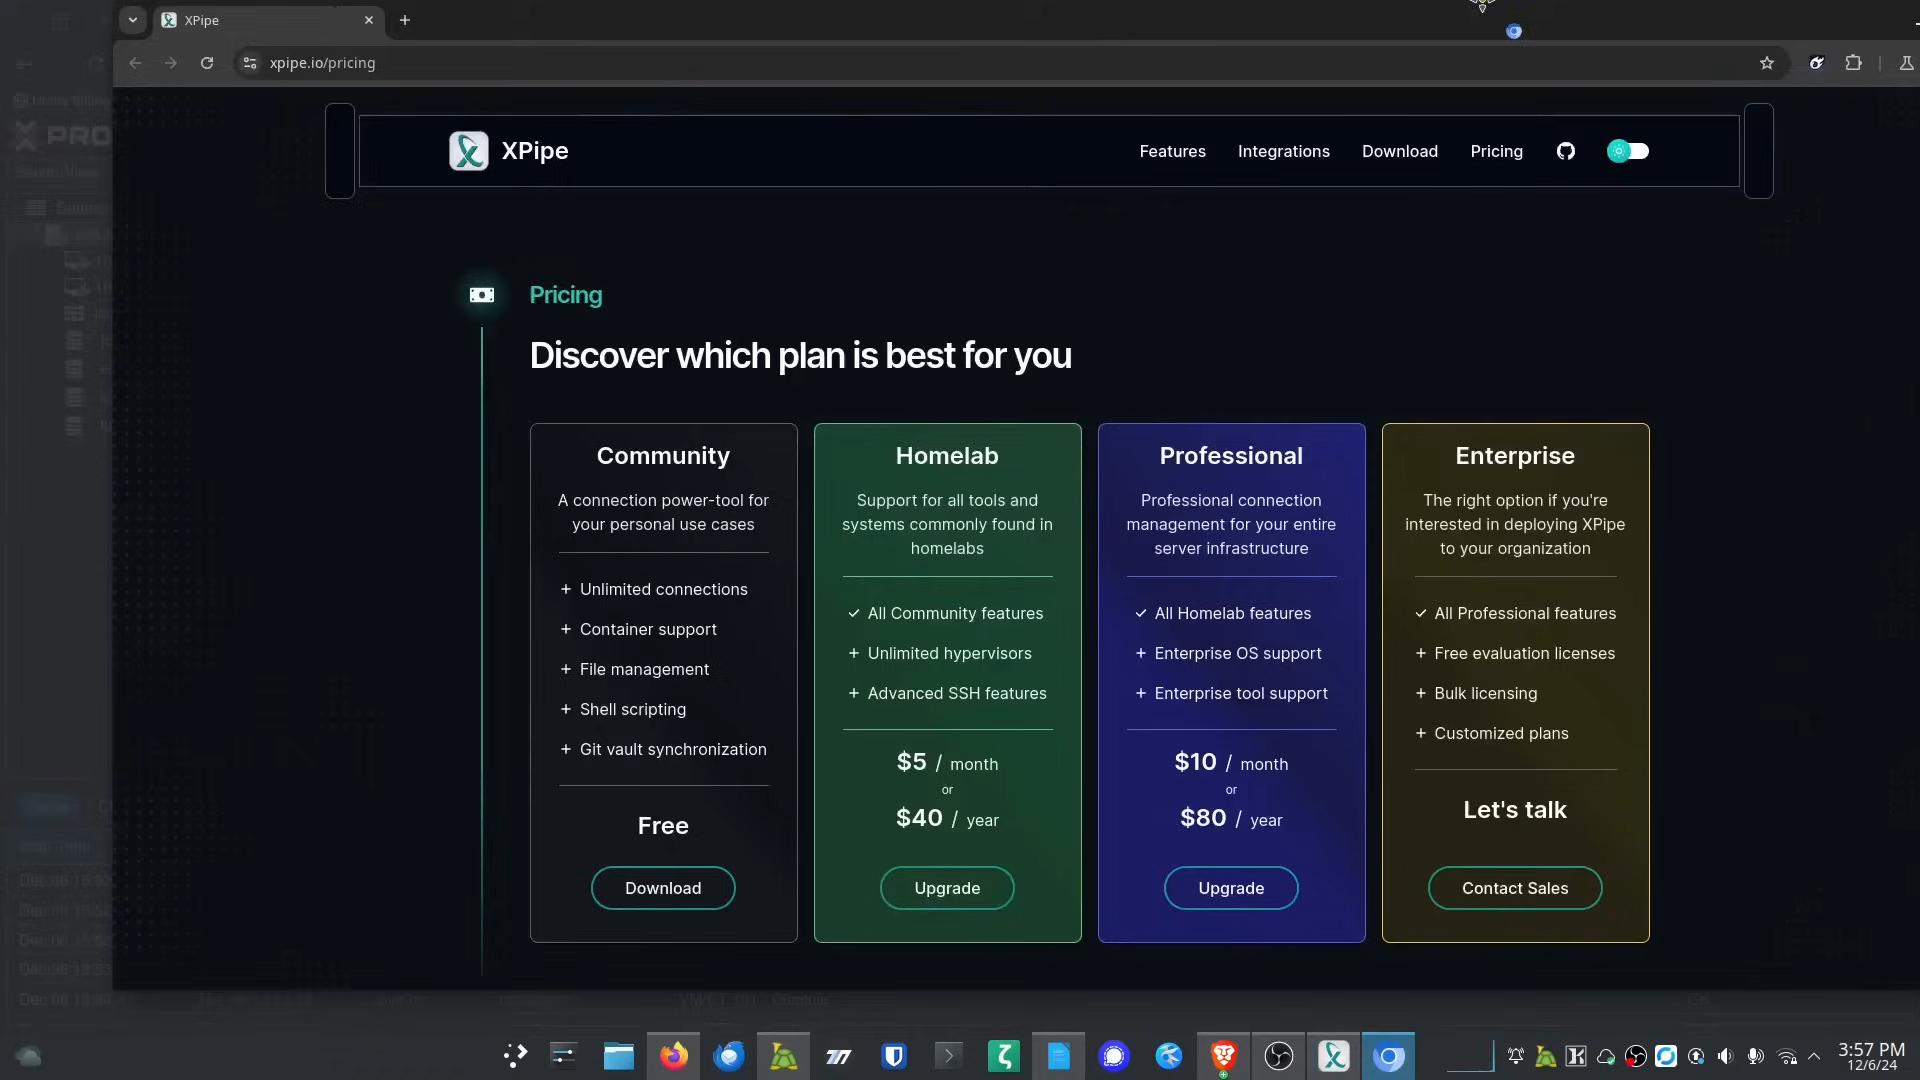 XPipe
xpipe.io/pricing
PRO
XPipe
Features
Integrations
Download
Pricing
Pricing
Discover which plan is best for you
Community
A connection power-tool for
your personal use cases
+ Unlimited connections
+ Container support
+ File management
+ Shell scripting
+ Git vault synchronization
Free
Download
Homelab
Support for all tools and
systems commonly found in
homelabs
✓ All Community features
+ Unlimited hypervisors
+ Advanced SSH features
$5 / month
or
$40 / year
Upgrade
Professional
Professional connection
management for your entire
server infrastructure
✓ All Homelab features
+ Enterprise OS support
+ Enterprise tool support
$10 / month
or
$80 / year
Upgrade
Enterprise
The right option if you're
interested in deploying XPipe
to your organization
✓ All Professional features
+ Free evaluation licenses
+ Bulk licensing
+ Customized plans
Let's talk
Contact Sales
3:57 PM
12/6/24